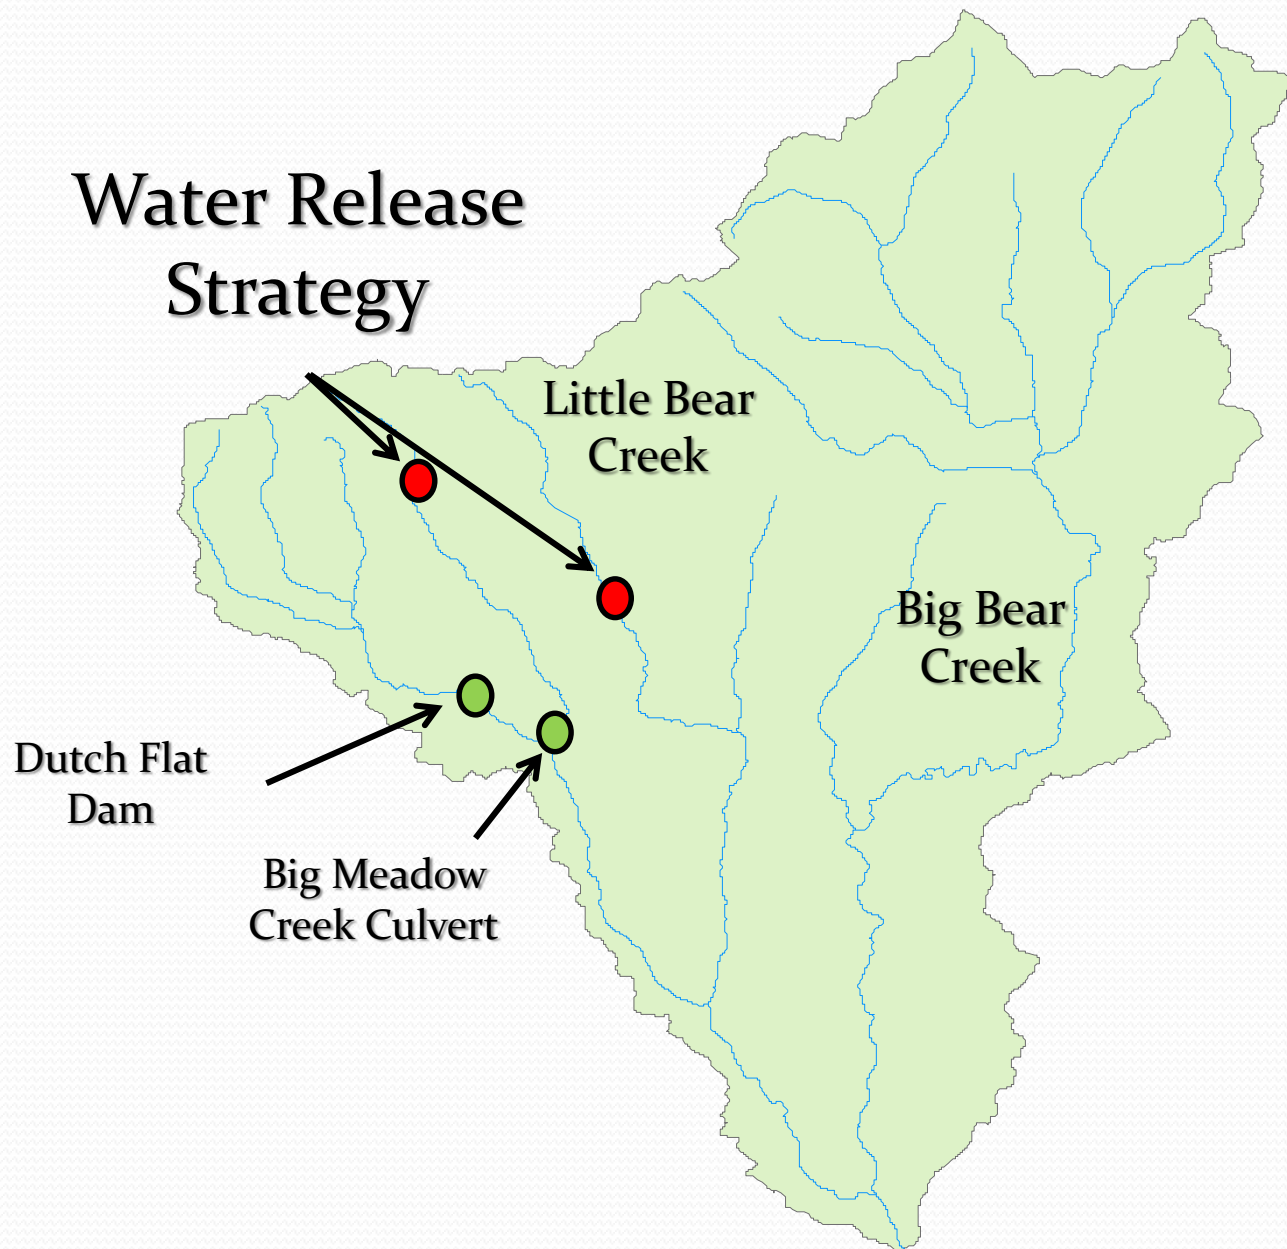 Water Release
Strategy
Little Bear
Creek
Big Bear
Creek
Dutch Flat
Dam
Big Meadow
Creek Culvert